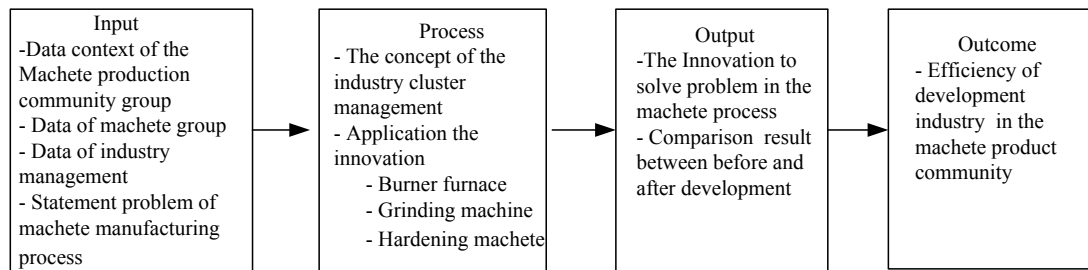 Input
-Data context of the
Machete production
community group
- Data of machete group
- Data of industry
management
- Statement problem of
machete manufacturing
process
Process
- The concept of the
industry cluster
management
- Application the
innovation
- Burner furnace
- Grinding machine
- Hardening machete
Output
-The Innovation to
solve problem in the
machete process
- Comparison result
between before and
after development
Outcome
- Efficiency of
development
industry in the
machete product
community